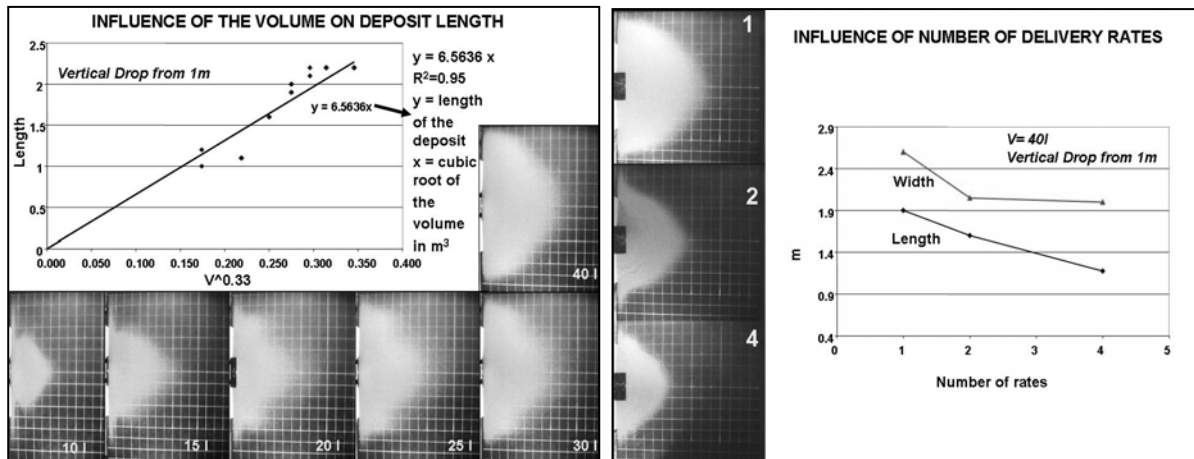 INFLUENCE OF THE VOLUME ON DEPOSIT LENGTH
2.5
2
1.5
1
0.5
0
Length
Vertical Drop from 1m
y = 6.5636x
0.000 0.050 0.100 0.150 0.200 0.250 0.300 0.350 0.400
V^0.33
y = 6.5636 x
R²=0.95
y = length
of the
deposit
x = cubic
root of
the
volume
in m³
40 l
10 l
15 l
20 l
25 l
30 l
1
2
4
INFLUENCE OF NUMBER OF DELIVERY RATES
2.9
2.4
1.9
1.4
0.9
0.4
m
V= 40l
Vertical Drop from 1m
Width
Length
0 1 2 3 4 5
Number of rates